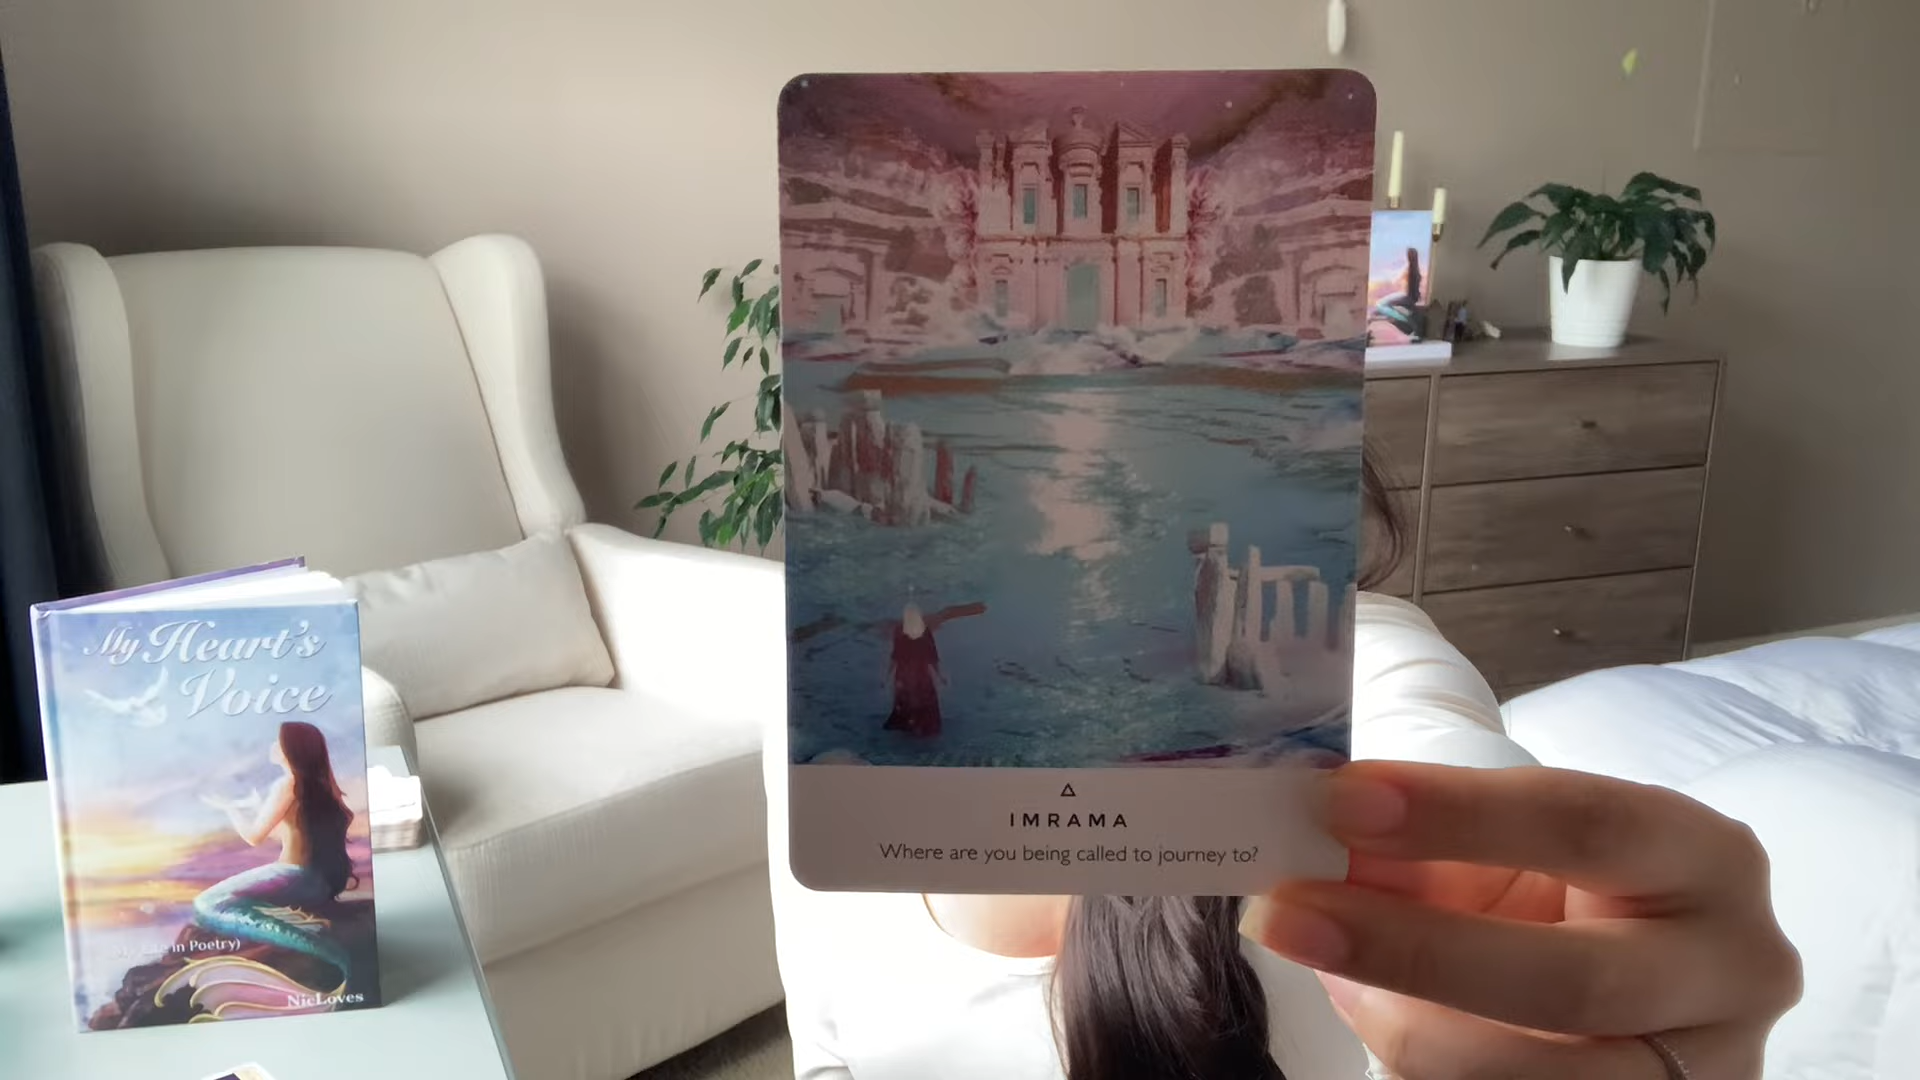 My Heart's
Voice
(My Life in Poetry)
NicLoves
IMRAMA
Where are you being called to journey to?